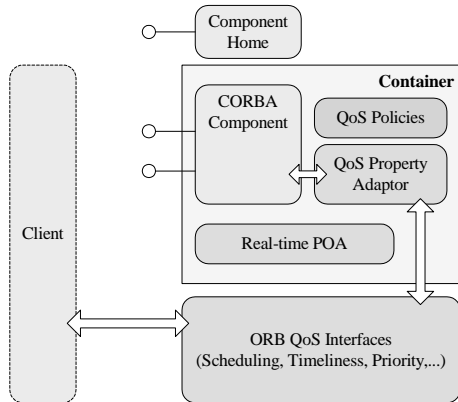 Component
Home
Container
CORBA
Component
QoS Policies
QoS Property
Adaptor
Client
Real-time POA
ORB QoS Interfaces
(Scheduling, Timeliness, Priority,...)